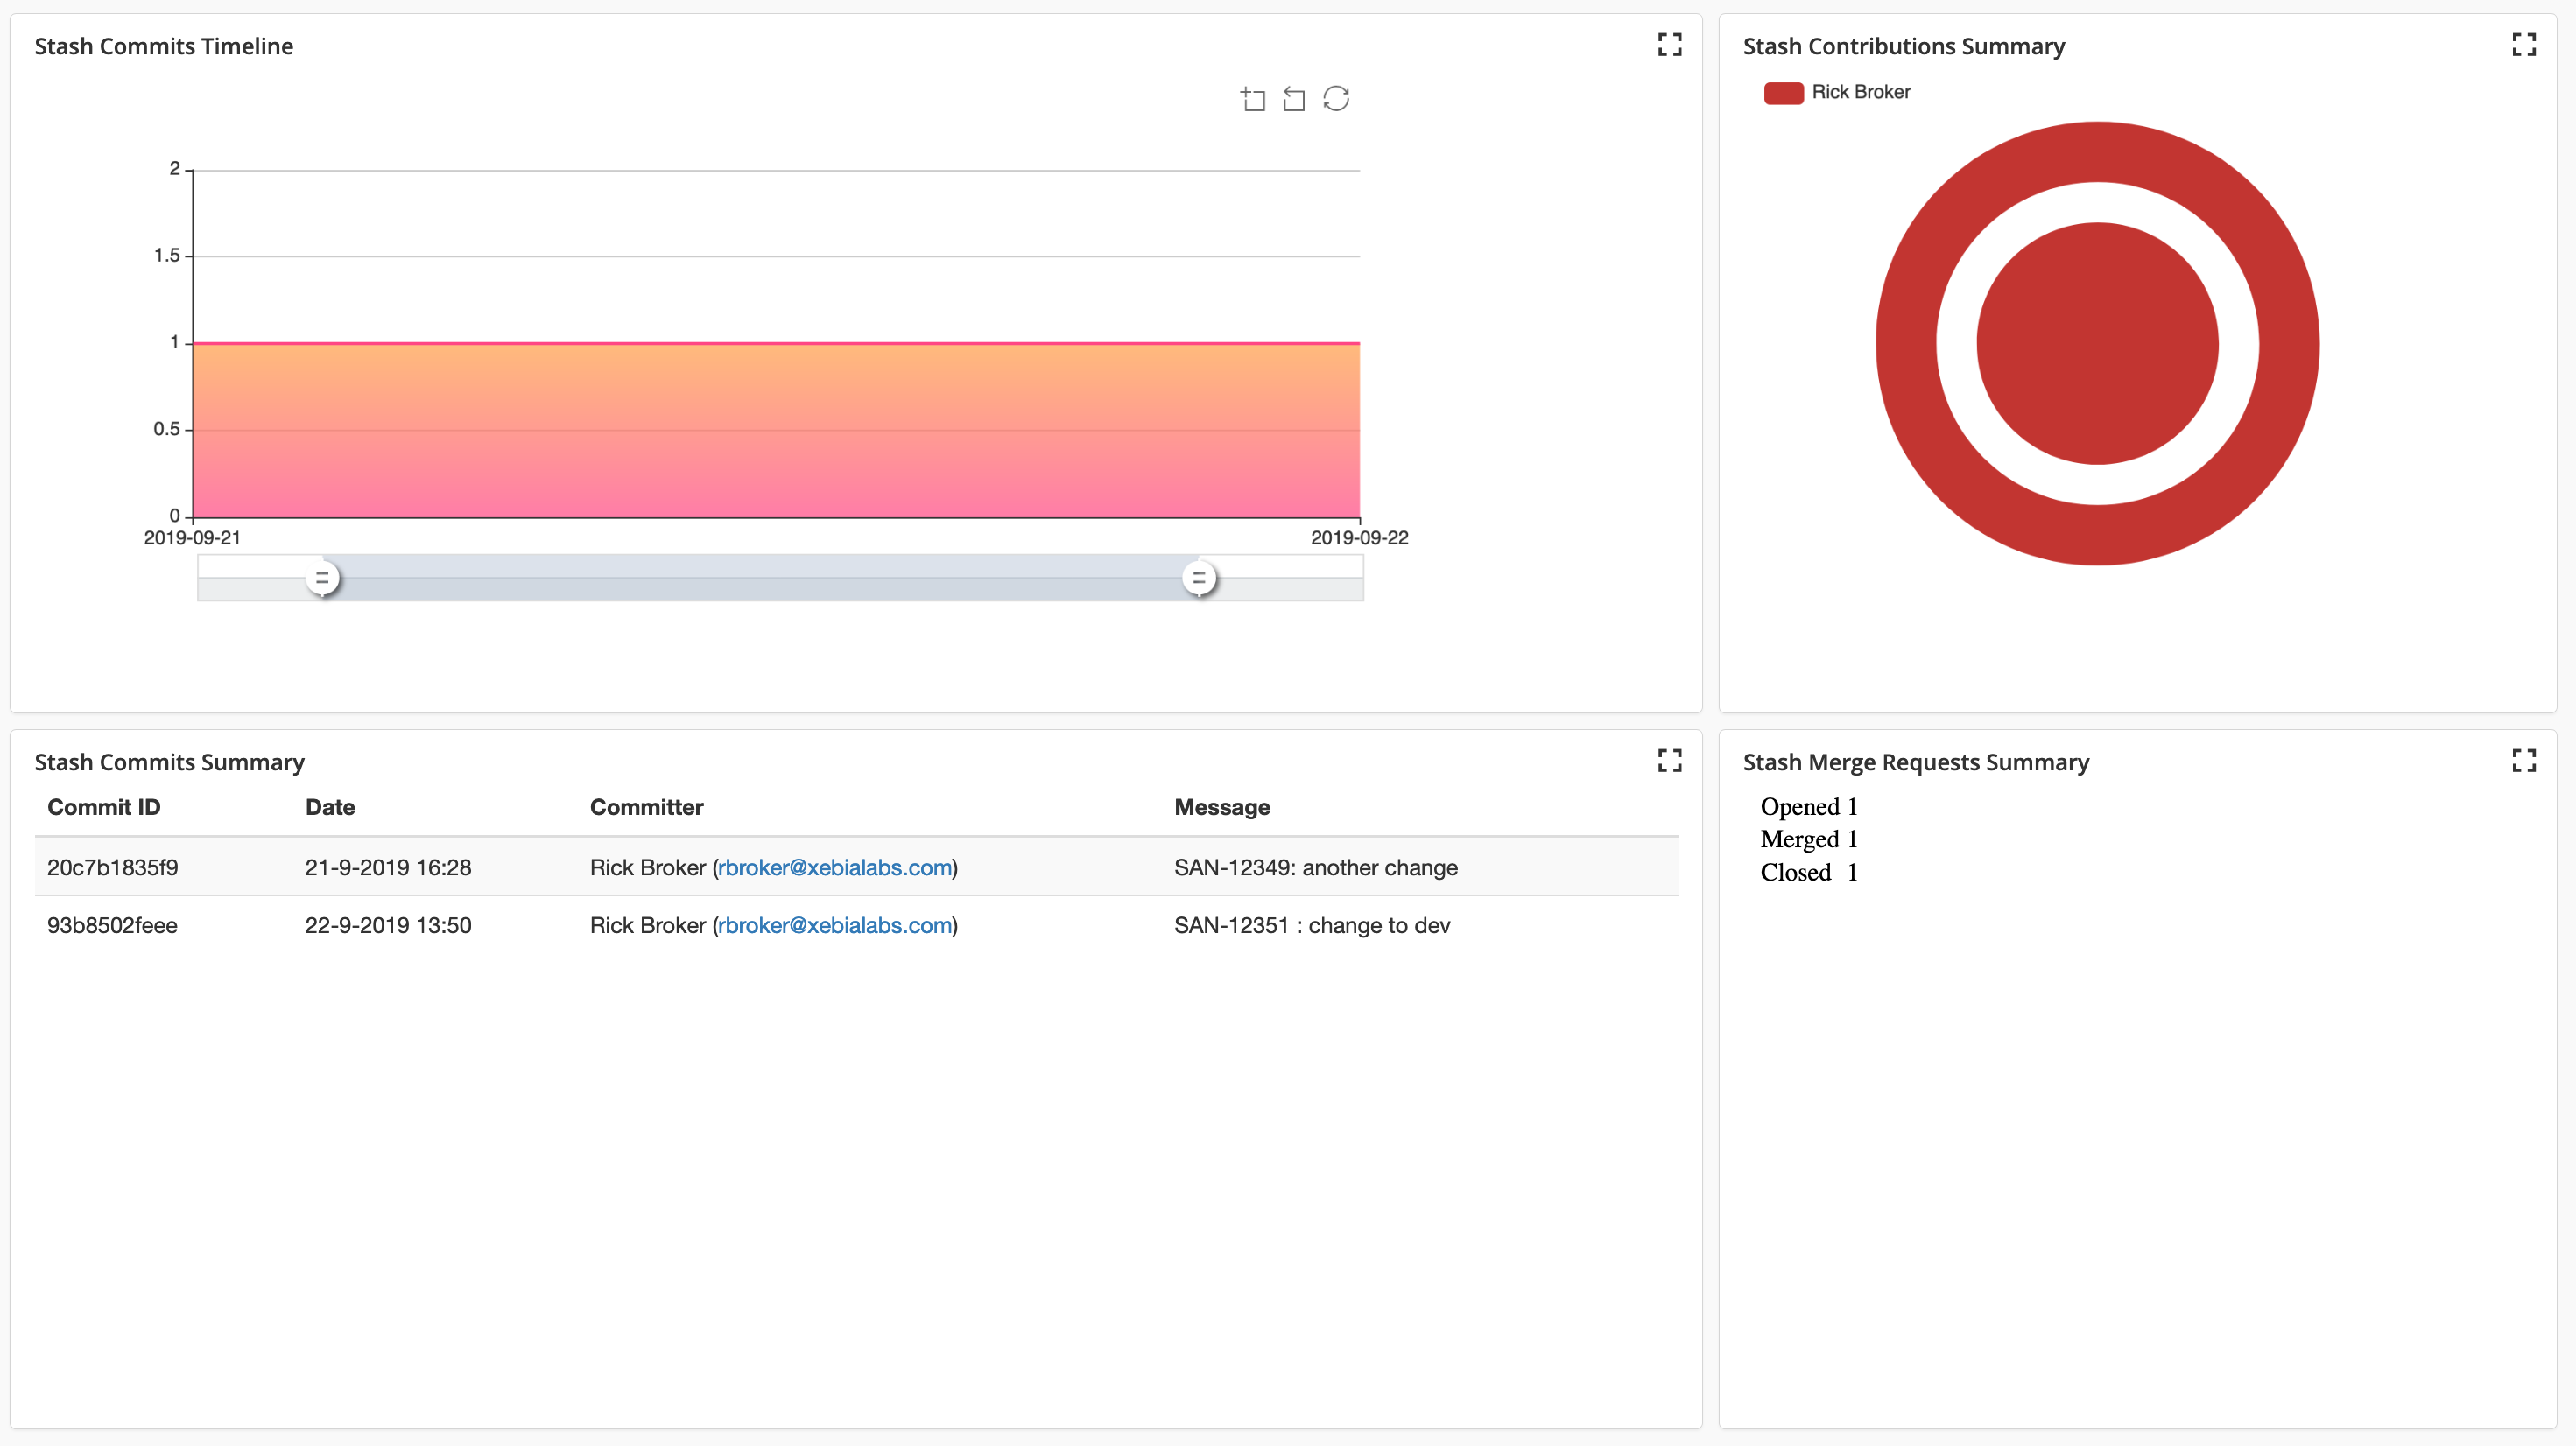 Stash Commits Timeline
2
1.5
1
0.5
0
2019-09-21 2019-09-22
Stash Contributions Summary
Rick Broker
Stash Commits Summary
Commit ID Date Committer Message
20c7b1835f9 21-9-2019 16:28 Rick Broker (rbroker@xebialabs.com) SAN-12349: another change
93b8502feee 22-9-2019 13:50 Rick Broker (rbroker@xebialabs.com) SAN-12351 : change to dev
Stash Merge Requests Summary
Opened 1
Merged 1
Closed 1